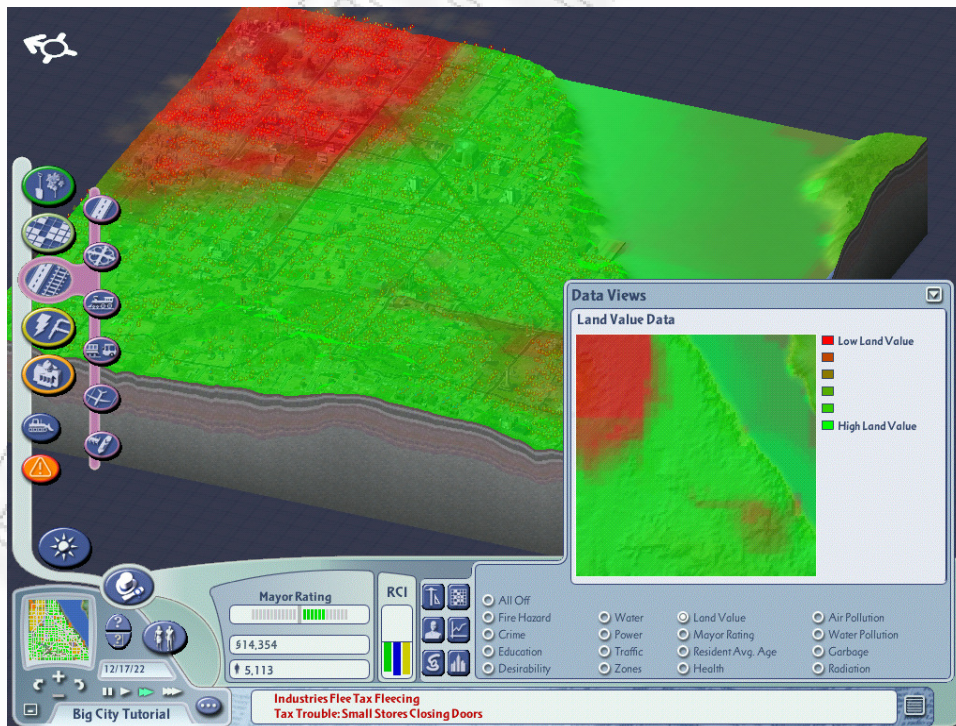 Data Views
Land Value Data
Low Land Value
High Land Value
All Off
Fire Hazard
Crime
Education
Desirability
Water
Power
Traffic
Zones
Land Value
Mayor Rating
Resident Avg. Age
Health
Air Pollution
Water Pollution
Garbage
Radiation
Mayor Rating
RCI
§14,354
5,113
?
?
12/17/22
Big City Tutorial
Industries Flee Tax Fleecing
Tax Trouble: Small Stores Closing Doors